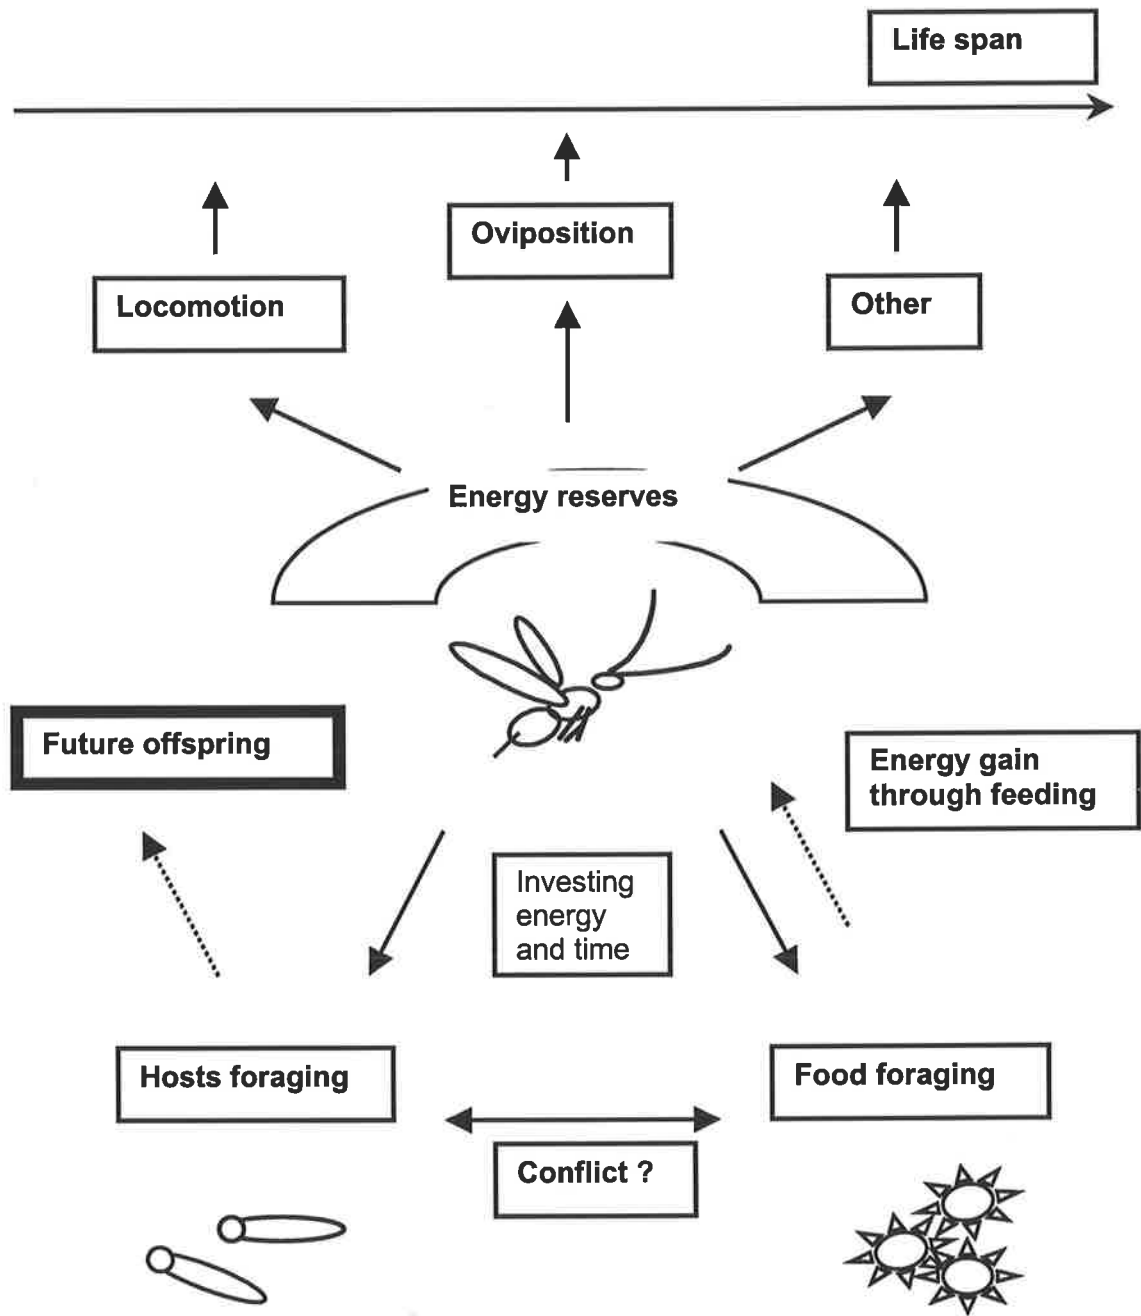 Life span
Oviposition
Locomotion
Other
Energy reserves
Future offspring
Energy gain
through feeding
Investing
energy
and time
Hosts foraging
Food foraging
Conflict ?